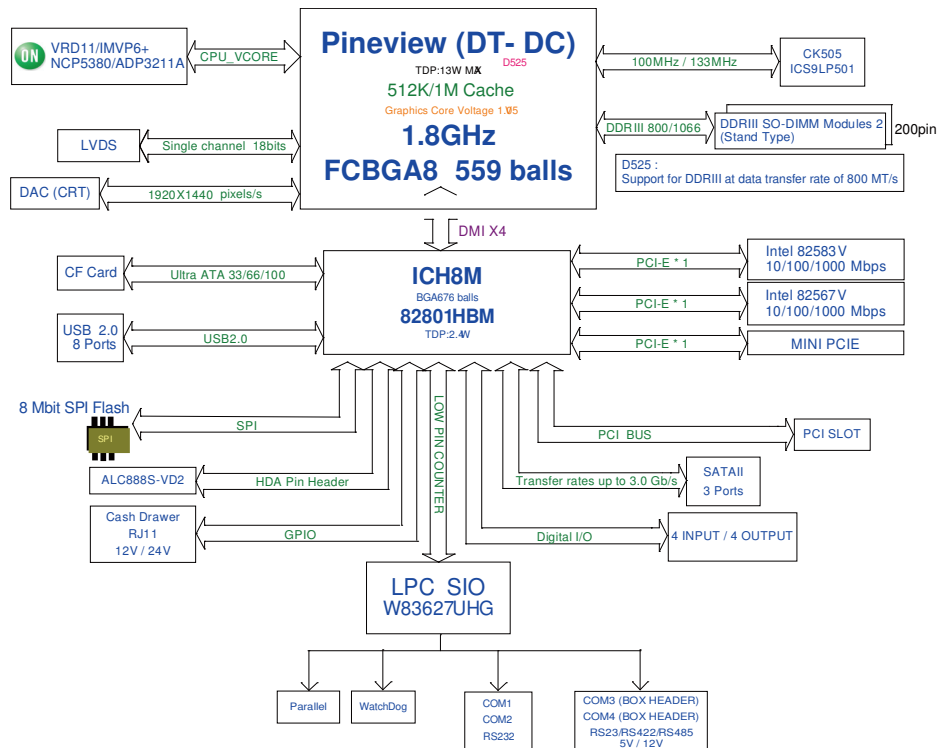 ON
VRD11/IMVP6+
NCP5380/ADP3211A
CPU_VCORE
Pineview (DT- DC)
D525
TDP:13W MAX
512K/1M Cache
Graphics Core Voltage 1.05
1.8GHz
FCBGA8 559 balls
100MHz / 133MHz
CK505
ICS9LP501
LVDS
Single channel 18bits
DAC (CRT)
1920X1440 pixels/s
DDRIII 800/1066
DDRIII SO-DIMM Modules 2
(Stand Type)
200pin
D525 :
Support for DDRIII at data transfer rate of 800 MT/s
DMI X4
CF Card
Ultra ATA 33/66/100
USB 2.0
8 Ports
USB2.0
ICH8M
BGA676 balls
82801HBM
TDP:2.4W
PCI-E * 1
Intel 82583V
10/100/1000 Mbps
PCI-E * 1
Intel 82567V
10/100/1000 Mbps
PCI-E * 1
MINI PCIE
8 Mbit SPI Flash
SPI
SPI
LOW PIN COUNTER
PCI BUS
PCI SLOT
ALC888S-VD2
HDA Pin Header
Transfer rates up to 3.0 Gb/s
SATAII
3 Ports
Cash Drawer
RJ11
12V / 24V
GPIO
Digital I/O
4 INPUT / 4 OUTPUT
LPC SIO
W83627UHG
Parallel
WatchDog
COM1
COM2
RS232
COM3 (BOX HEADER)
COM4 (BOX HEADER)
RS23/RS422/RS485
5V / 12V